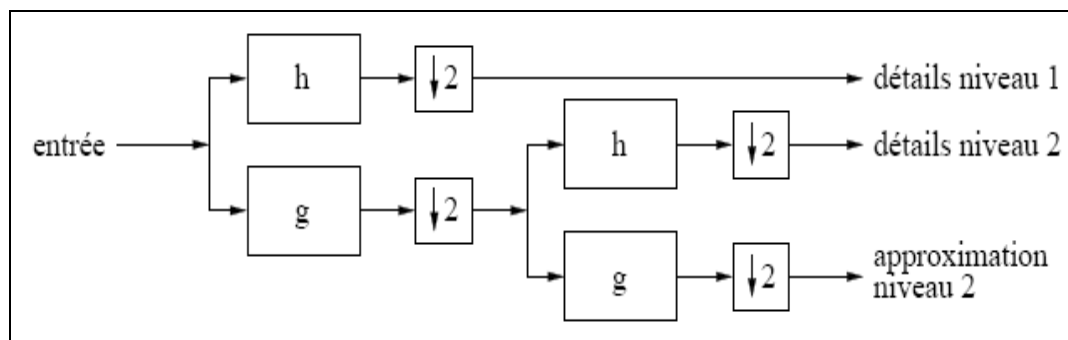 h
↓2
détails niveau 1
entrée
h
↓2
détails niveau 2
g
↓2
g
↓2
approximation
niveau 2